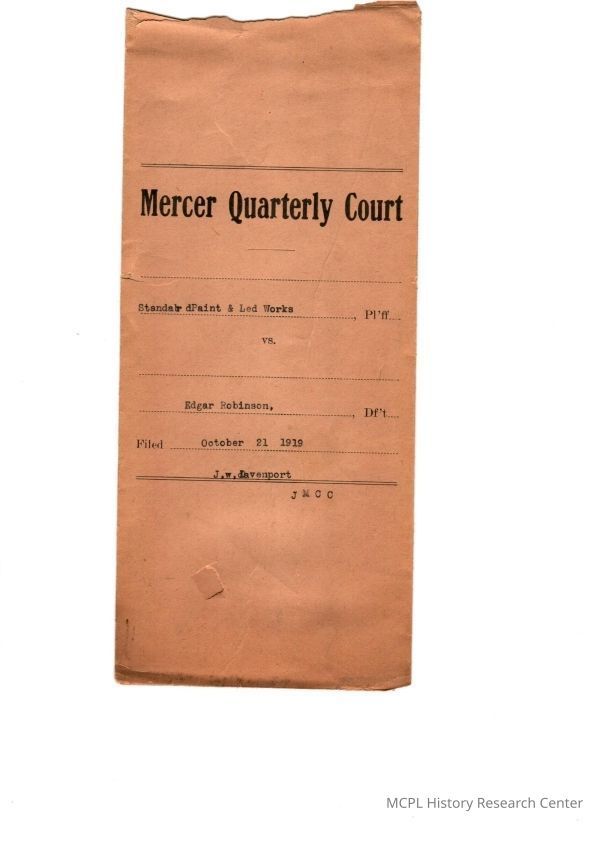 Mercer Quarterly Court
Standard dPaint & Led Works, Pl'ff.
vs.
Edgar Robinson, , Df't.
Filed October 21 1919
J.w.davenport
J M C C
MCPL History Research Center